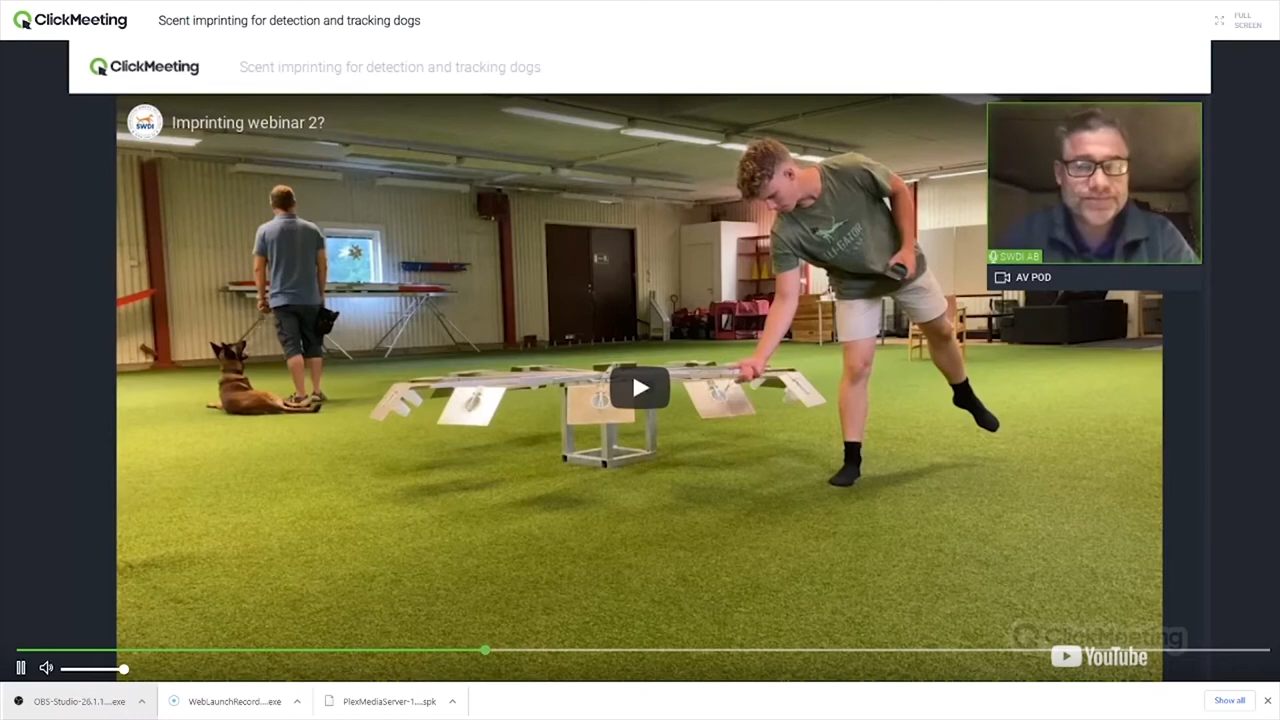 ClickMeeting
Scent imprinting for detection and tracking dogs
FULL
SCREEN
ClickMeeting
Scent imprinting for detection and tracking dogs
SWDI
Imprinting webinar 2?
SWDI AB
AV POD
ClickMeeting
YouTube
OBS-Studio-26.1.1....exe
WebLaunchRecord....exe
PlexMediaServer-1....spk
Show all